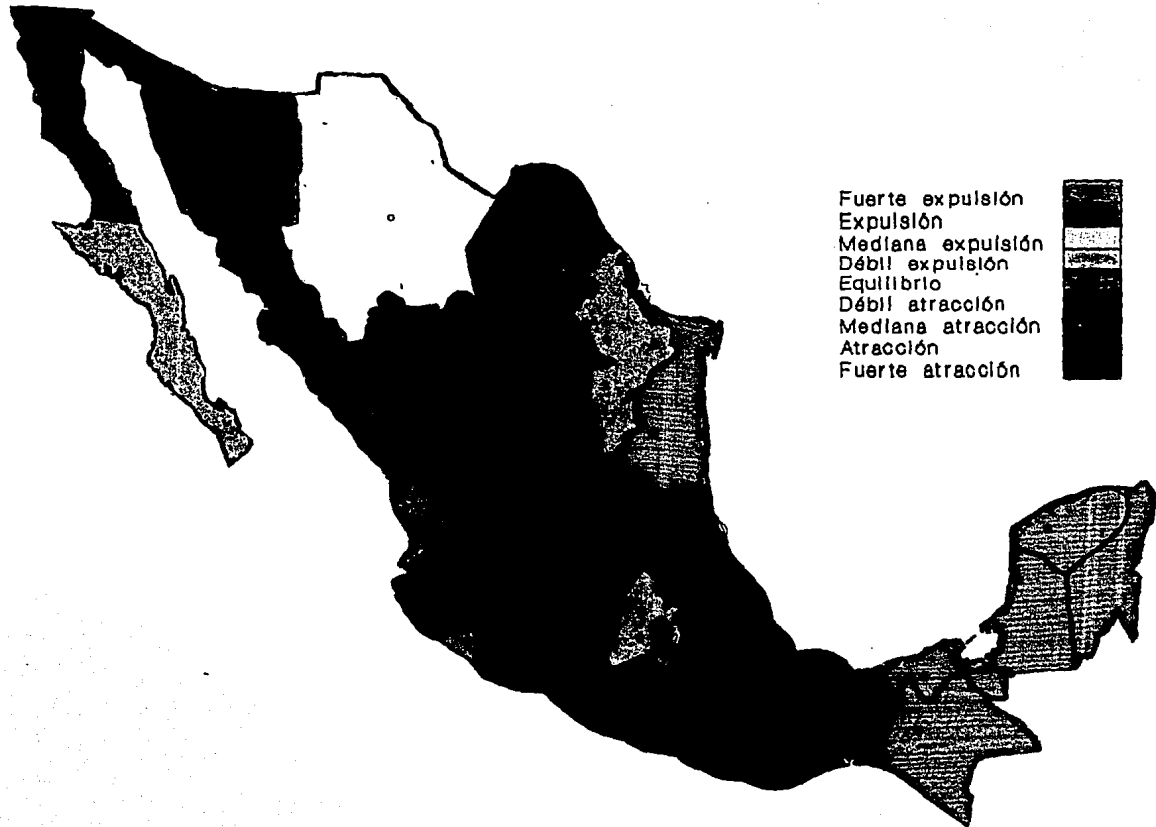 Fuerte expulsión
Expulsión
Mediana expulsión
Débil expulsión
Equilibrio
Débil atracción
Mediana atracción
Atracción
Fuerte atracción